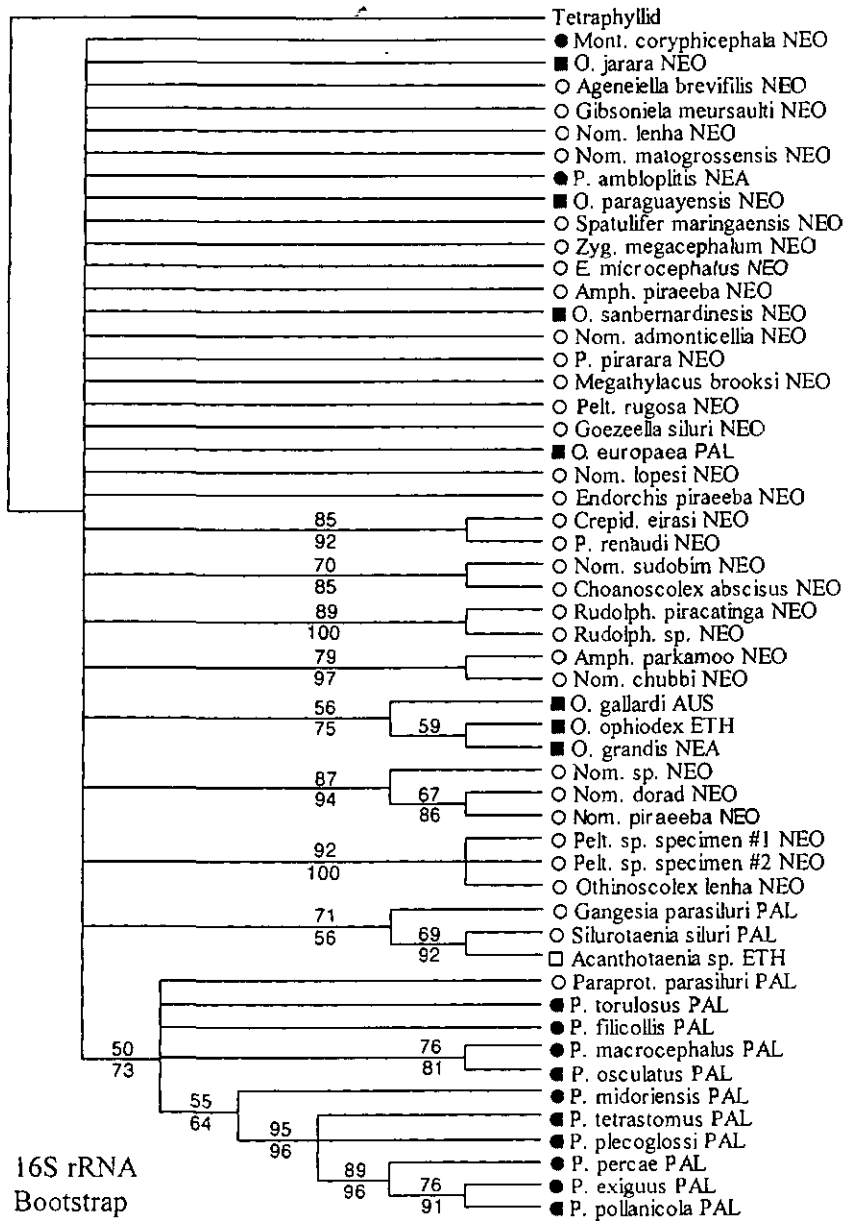 Tetraphyllid
Mont. coryphicephala NEO
O. jarara NEO
Ageneiella brevifilis NEO
Gibsoniela meursaulti NEO
Nom. lenha NEO
Nom. matogrossensis NEO
P. ambloplitis NEA
O. paraguayensis NEO
Spatulifer maringaensis NEO
Zyg. megacephalum NEO
E. microcephalus NEO
Amph. piraeeba NEO
O. sanbernardinesis NEO
Nom. admonticellia NEO
P. pirarara NEO
Megathylacus brooksi NEO
Pelt. rugosa NEO
Goezeella siluri NEO
O. europaea PAL
Nom. lopesi NEO
Endorchis piraeeba NEO
85
92
Crepid. eirasi NEO
P. renaudi NEO
70
85
Nom. sudobim NEO
Choanoscolex abscisus NEO
89
100
Rudolph. piracatinga NEO
Rudolph. sp. NEO
79
97
Amph. parkamoo NEO
Nom. chubbi NEO
56
75
59
O. gallardi AUS
O. ophiodex ETH
O. grandis NEA
87
94
67
86
Nom. sp. NEO
Nom. dorad NEO
Nom. piraeeba NEO
92
100
Pelt. sp. specimen #1 NEO
Pelt. sp. specimen #2 NEO
Othinoscolex lenha NEO
71
56
69
92
Gangesia parasiluri PAL
Silurotaenia siluri PAL
Acanthotaenia sp. ETH
50
73
Paraprot. parasiluri PAL
P. torulosus PAL
P. filicollis PAL
76
81
P. macrocephalus PAL
P. osculatus PAL
55
64
P. midoriensis PAL
95
96
P. tetrastomus PAL
P. plecoglossi PAL
89
96
P. percae PAL
76
91
P. exiguus PAL
P. pollanicola PAL
16S rRNA
Bootstrap